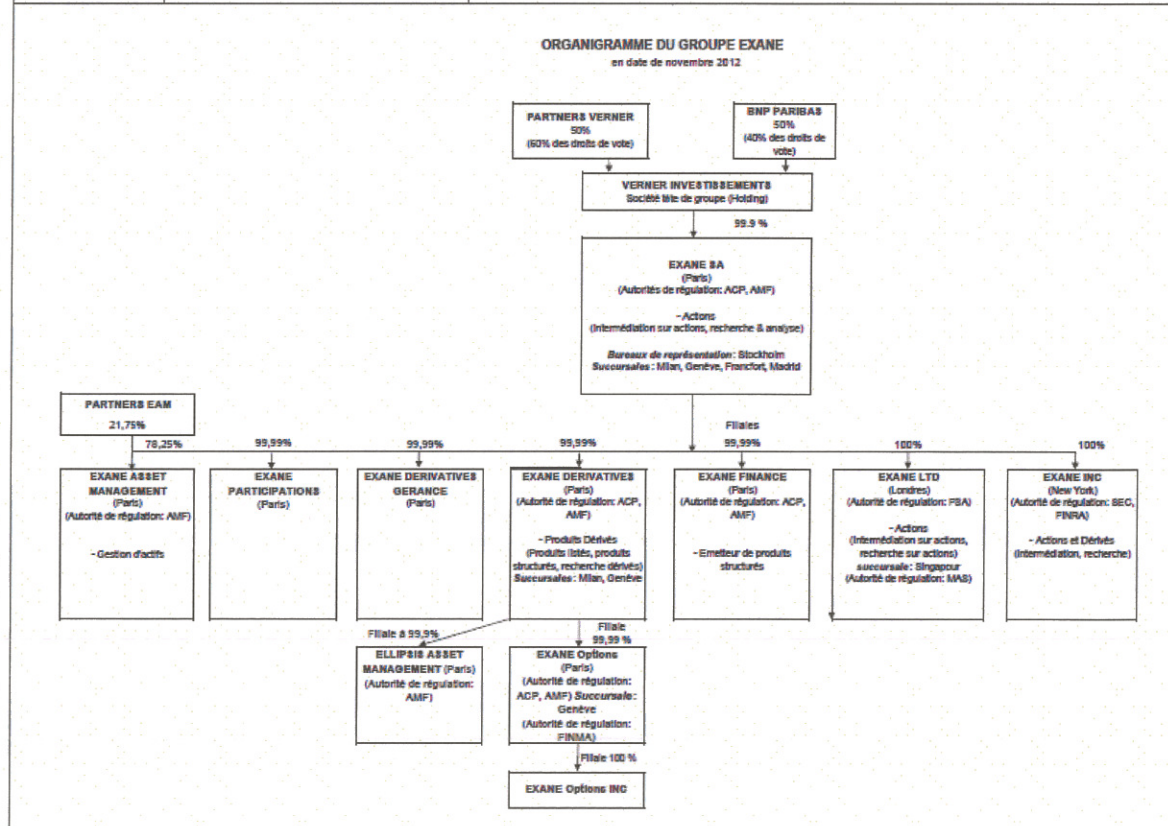 ORGANIGRAMME DU GROUPE EXANE
en date de novembre 2012
PARTNERS VERNER
50%
(60% des droits de vote)
BNP PARIBAS
50%
(40% des droits de
vote)
VERNER INVESTISSEMENTS
Société tête de groupe (Holding)
99.9 %
EXANE SA
(Paris)
(Autorités de régulation: ACP, AMF)
- Actions
(Intermédiation sur actions, recherche & analyse)
Bureaux de représentation: Stockholm
Succursales: Milan, Genève, Francfort, Madrid
PARTNERS EAM
21,75%
Filiales
78,25%
99,99%
99,99%
99,99%
99,99%
100%
100%
EXANE ASSET
MANAGEMENT
(Paris)
(Autorité de régulation: AMF)
- Gestion d'actifs
EXANE
PARTICIPATIONS
(Paris)
EXANE DERIVATIVES
GERANCE
(Paris)
EXANE DERIVATIVES
(Paris)
(Autorité de régulation: ACP,
AMF)
- Produits Dérivés
(Produits listés, produits
structurés, recherche dérivés)
Succursales: Milan, Genève
EXANE FINANCE
(Paris)
(Autorité de régulation: ACP,
AMF)
- Emetteur de produits
structurés
EXANE LTD
(Londres)
(Autorité de régulation: FSA)
- Actions
(Intermédiation sur actions,
recherche sur actions)
succursale: Singapour
(Autorité de régulation: MAS)
EXANE INC
(New York)
(Autorité de régulation: SEC,
FINRA)
- Actions et Dérivés
(Intermédiation, recherche)
Filiale à 99,9%
Filiale
99,99 %
ELLIPSIS ASSET
MANAGEMENT (Paris)
(Autorité de régulation:
AMF)
EXANE Options
(Paris)
(Autorité de régulation:
ACP, AMF) Succursale:
Genève
(Autorité de régulation:
FINMA)
Filiale 100 %
EXANE Options INC